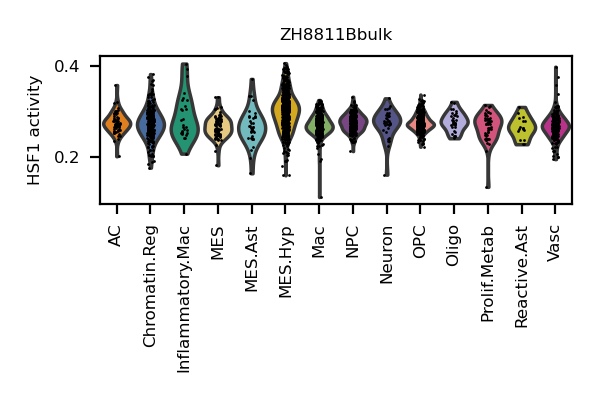 ZH8811Bbulk
HSF1 activity
0.4
0.2
AC
Chromatin.Reg
Inflammatory.Mac
MES
MES.Ast
MES.Hyp
Mac
NPC
Neuron
OPC
Oligo
Prolif.Metab
Reactive.Ast
Vasc